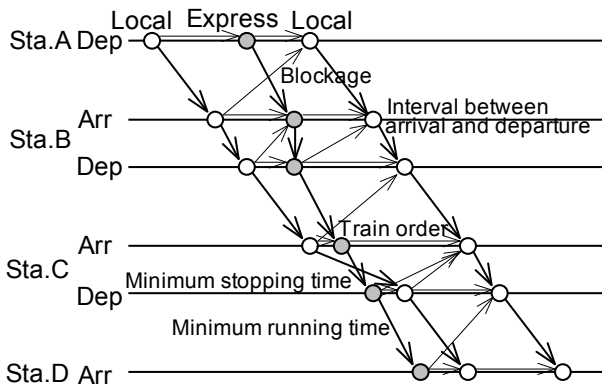 Local Express Local
Sta.A Dep
Blockage
Arr
Interval between
arrival and departure
Sta.B
Dep
Arr
Train order
Sta.C
Minimum stopping time
Dep
Minimum running time
Sta.D Arr